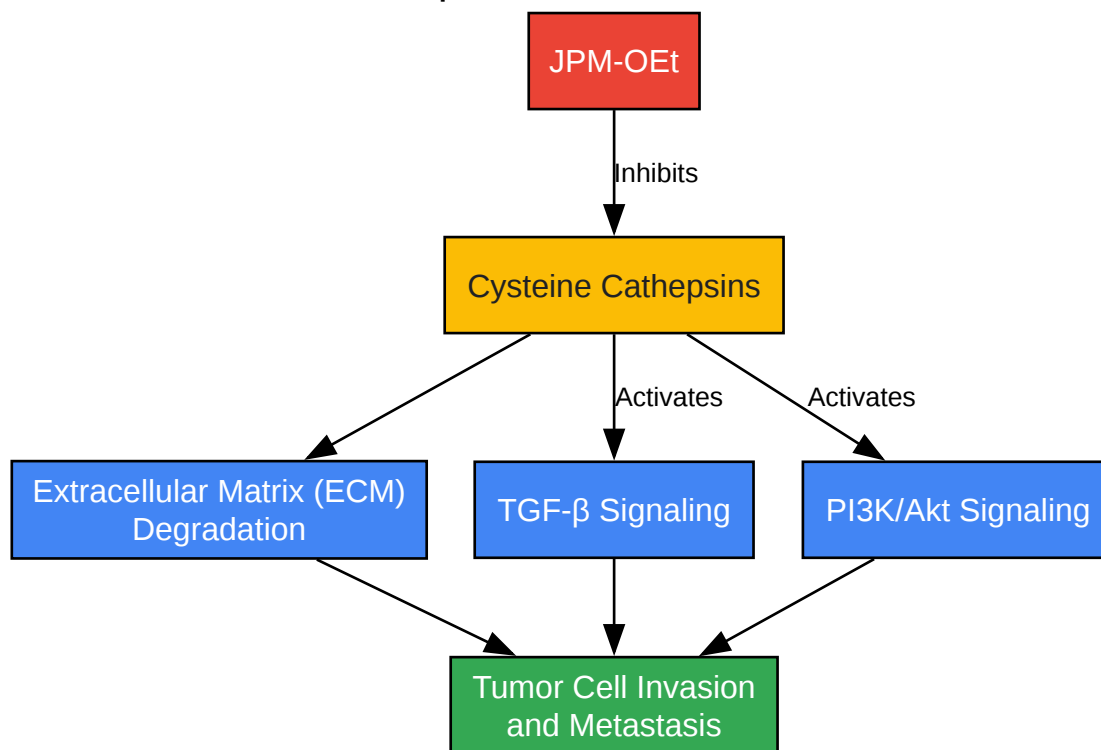 JPM-OEt
Inhibits
Cysteine Cathepsins
Activates
Activates
Extracellular Matrix (ECM)
Degradation
TGF-β Signaling
PI3K/Akt Signaling
Tumor Cell Invasion
and Metastasis